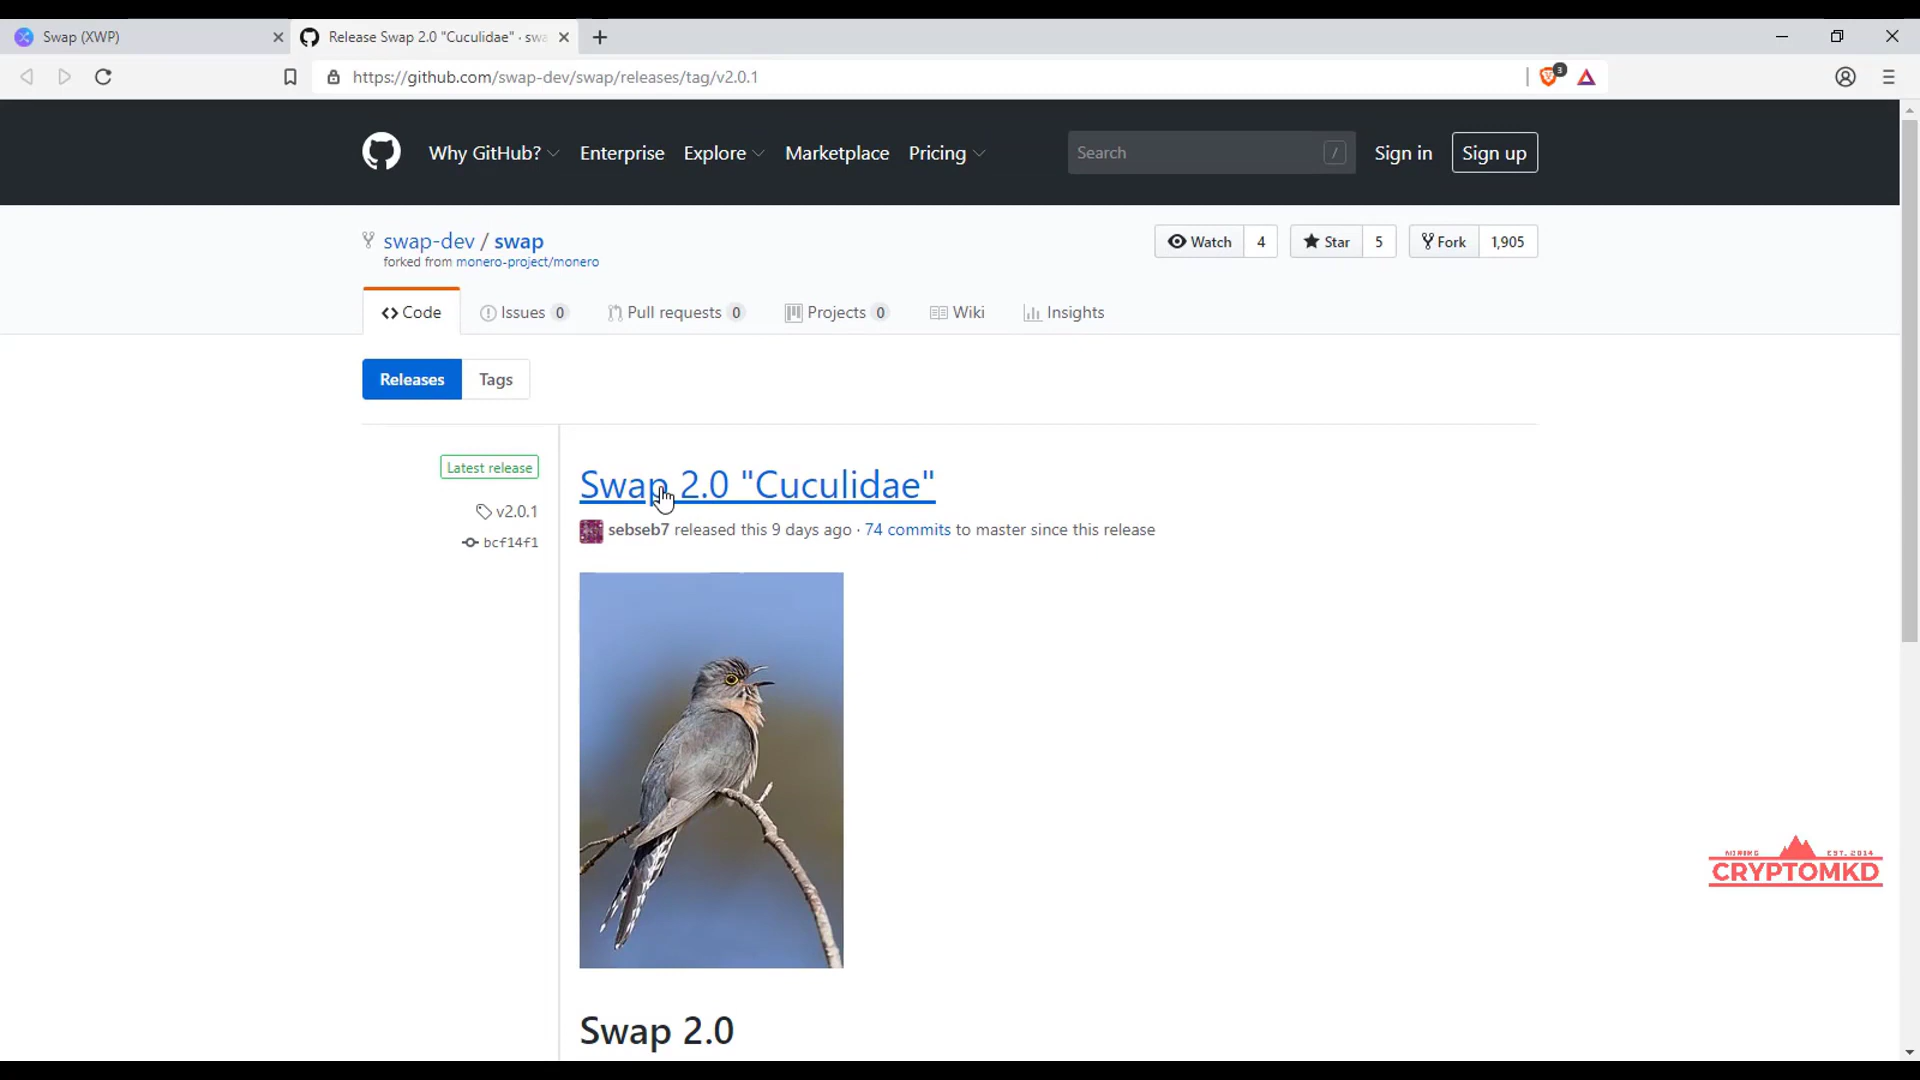 Swap (XWP)
Release Swap 2.0 "Cuculidae" · swa
https://github.com/swap-dev/swap/releases/tag/v2.0.1
3
Why GitHub? Enterprise Explore Marketplace Pricing Search / Sign in Sign up
swap-dev / swap
Watch 4 Star 5 Fork 1,905
forked from monero-project/monero
Code Issues 0 Pull requests 0 Projects 0 Wiki Insights
Releases Tags
Latest release
v2.0.1
bcf14f1
Swap 2.0 "Cuculidae"
sebseb7 released this 9 days ago · 74 commits to master since this release
MINING EST. 2014
CRYPTOMKD
Swap 2.0